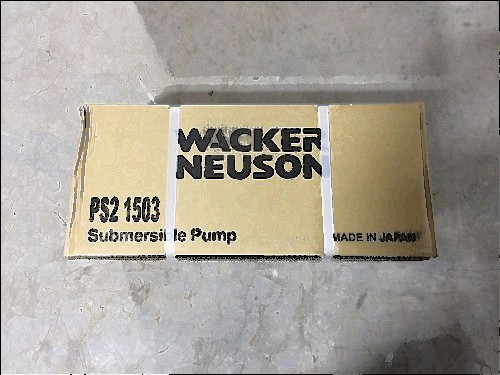 WACKER
NEUSON
PS2 1503
Submersible Pump
MADE IN JAPAN